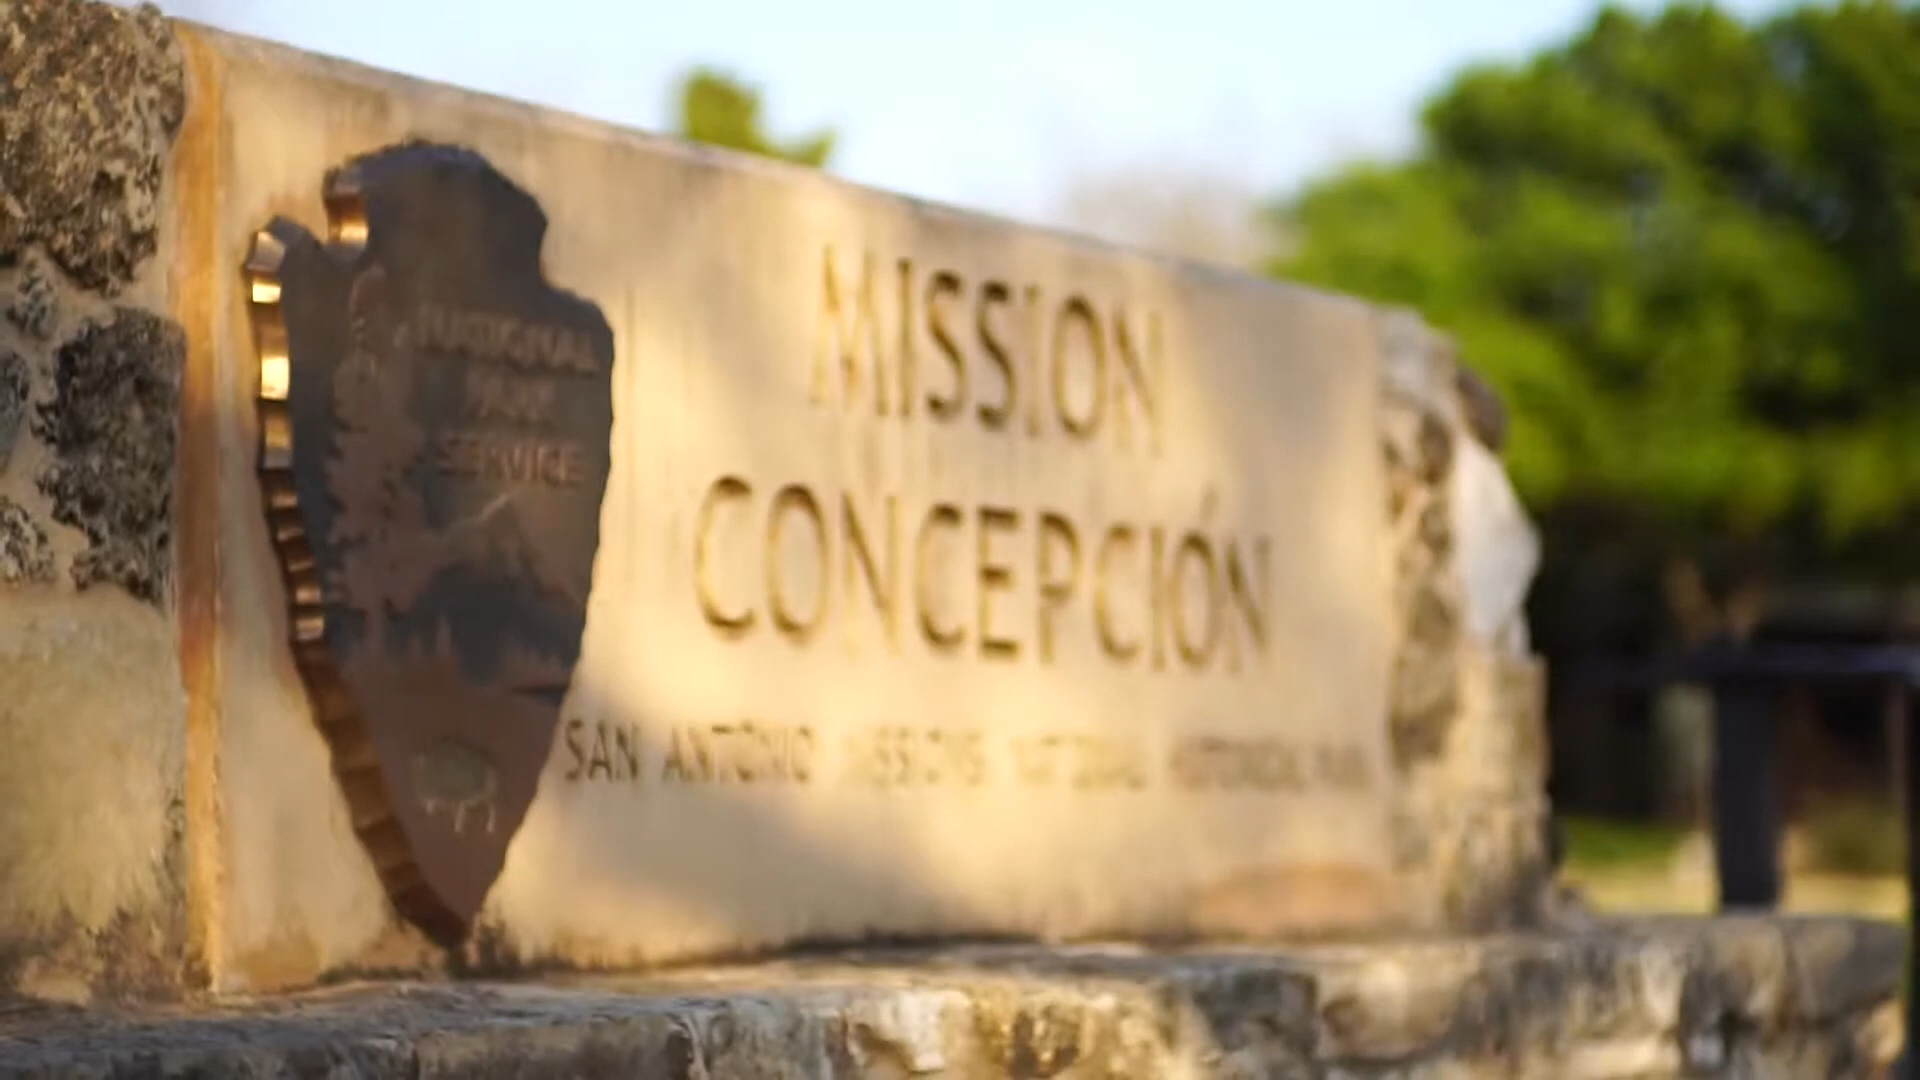 NATIONAL
PARK
SERVICE
MISSION
CONCEPCIÓN
SAN ANTONIO MISSIONS NATIONAL HISTORICAL PARK